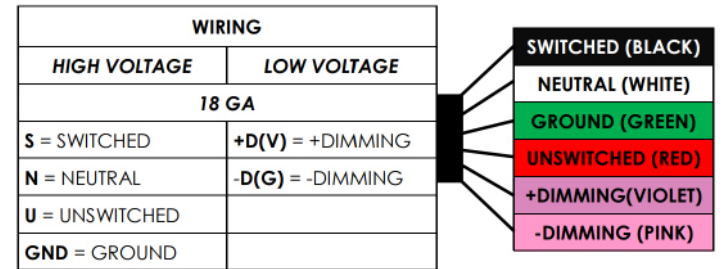 WIRING
HIGH VOLTAGE LOW VOLTAGE
18 GA
S = SWITCHED +D(V) = +DIMMING
N = NEUTRAL -D(G) = -DIMMING
U = UNSWITCHED
GND = GROUND
SWITCHED (BLACK)
NEUTRAL (WHITE)
GROUND (GREEN)
UNSWITCHED (RED)
+DIMMING(VIOLET)
-DIMMING (PINK)